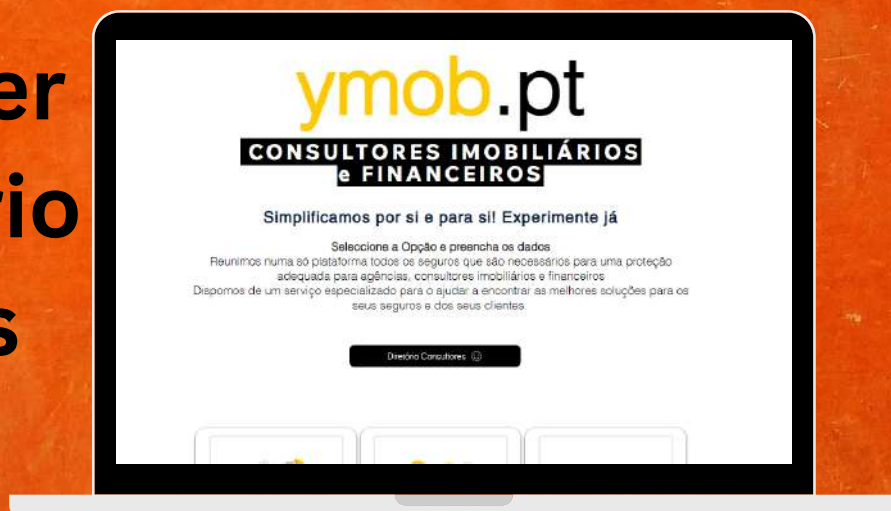 er
rio
s
ymob.pt
CONSULTORES IMOBILIÁRIOS
e FINANCEIROS
Simplificamos por si e para si! Experimente já
Seleccione a Opção e preencha os dados
Reunimos numa só plataforma todos os seguros que são necessários para uma proteção
adequada para agências, consultores imobiliários e financeiros
Dispomos de um serviço especializado para o ajudar a encontrar as melhores soluções para os
seus seguros e dos seus clientes
Diretório Consultores